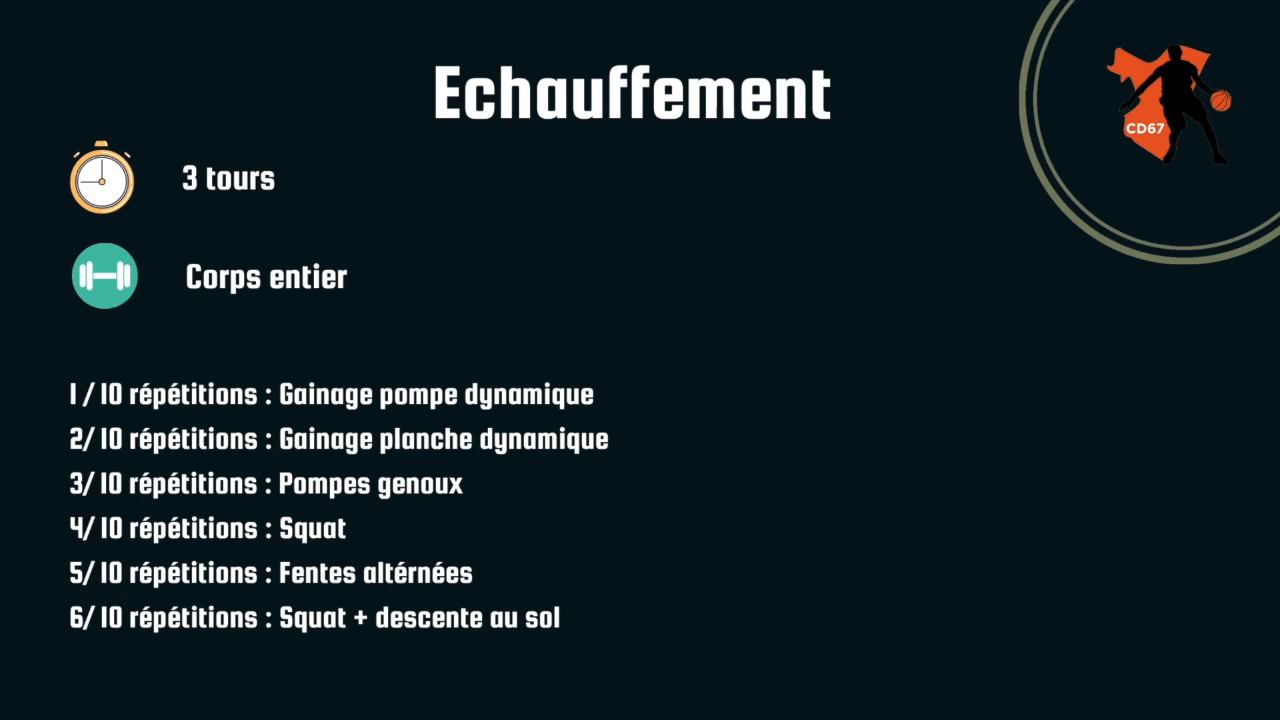 Echauffement
CD67
3 tours
Corps entier
1 / 10 répétitions : Gainage pompe dynamique
2/ 10 répétitions : Gainage planche dynamique
3/ 10 répétitions : Pompes genoux
4/ 10 répétitions : Squat
5/ 10 répétitions : Fentes altérnées
6/ 10 répétitions : Squat + descente au sol